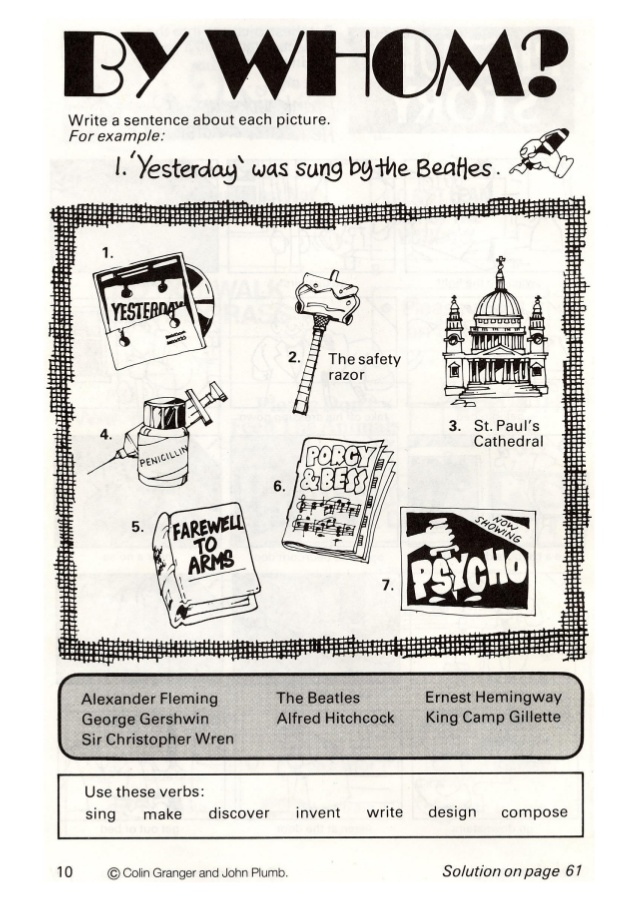 BY WHOM?
Write a sentence about each picture.
For example:
1. 'Yesterday' was sung by the Beatles.
1.
YESTERDAY
2. The safety
razor
3. St. Paul's
Cathedral
4.
PENICILLIN
5.
FAREWELL
TO
ARMS
6.
PORGY
& BESS
7.
NOW
SHOWING
PSYCHO
Alexander Fleming The Beatles Ernest Hemingway
George Gershwin Alfred Hitchcock King Camp Gillette
Sir Christopher Wren
Use these verbs:
sing make discover invent write design compose
10 © Colin Granger and John Plumb. Solution on page 61